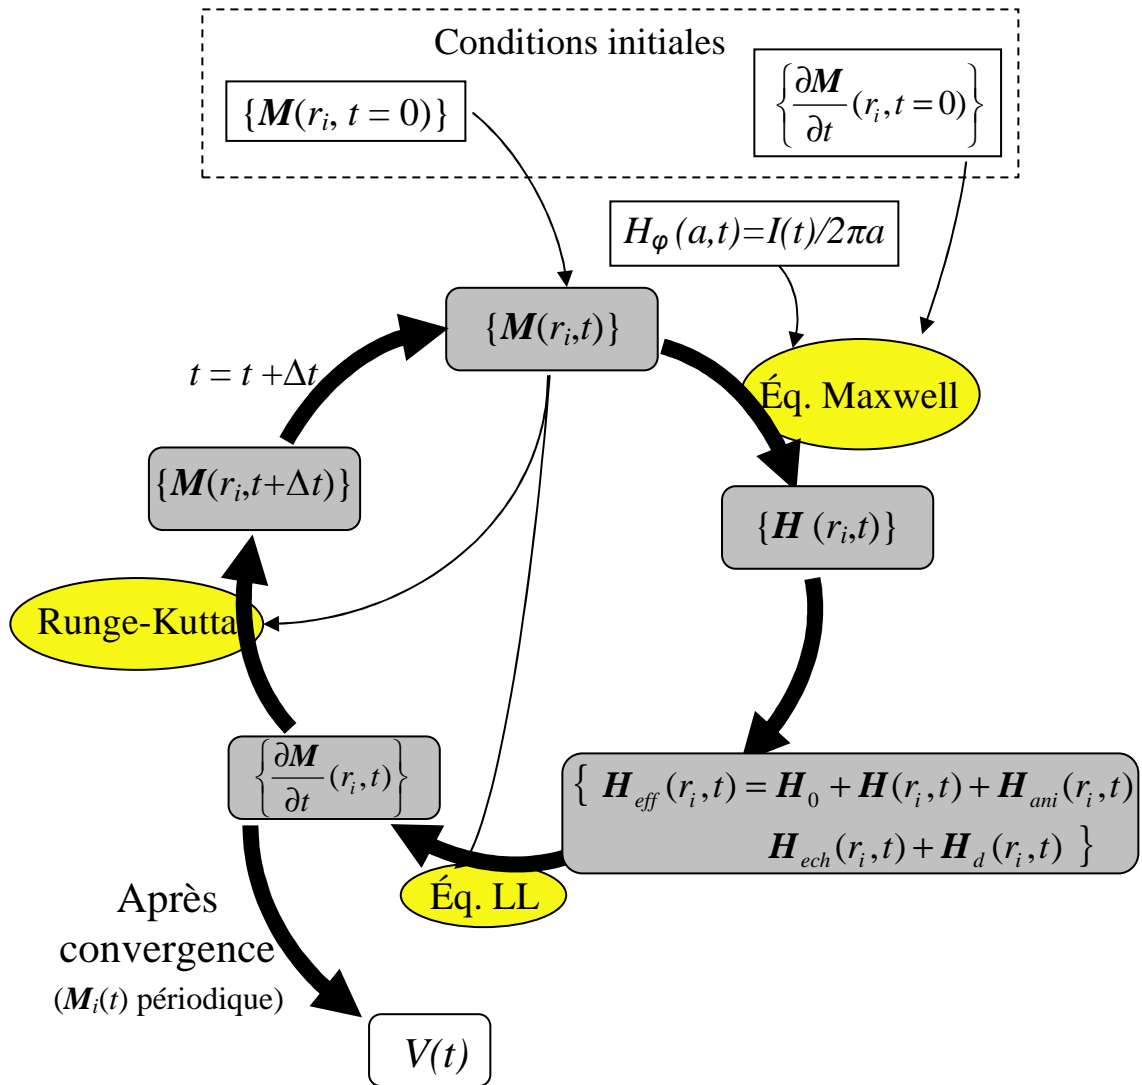 Conditions initiales
{M(r_i, t = 0)}
{∂M/∂t (r_i, t = 0)}
H_φ(a,t)=I(t)/2πa
{M(r_i,t)}
t = t +Δt
Éq. Maxwell
{M(r_i,t+Δt)}
{H (r_i,t)}
Runge-Kutta
{∂M/∂t (r_i, t)}
{ H_eff(r_i,t) = H_0 + H(r_i,t) + H_ani(r_i,t)
H_ech(r_i,t) + H_d(r_i,t) }
Éq. LL
Après
convergence
(M_i(t) périodique)
V(t)